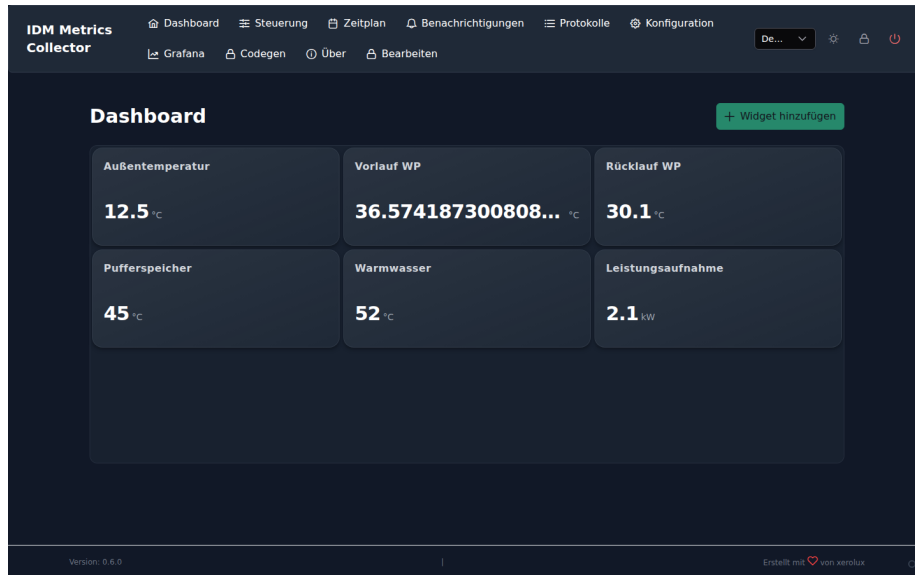 IDM Metrics
Collector
Dashboard Steuerung Zeitplan Benachrichtigungen Protokolle Konfiguration
Grafana Codegen Über Bearbeiten
De...
Dashboard
Widget hinzufügen
Außentemperatur Vorlauf WP Rücklauf WP
12.5 °C 36.574187300808... °C 30.1 °C
Pufferspeicher Warmwasser Leistungsaufnahme
45 °C 52 °C 2.1 kW
Version: 0.6.0 | Erstellt mit von xerolux